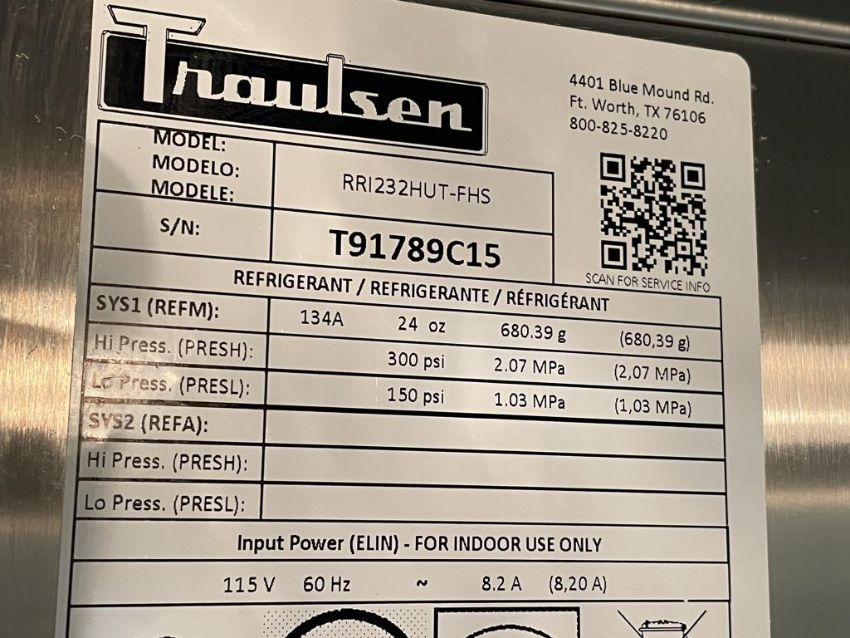 Traulsen
4401 Blue Mound Rd.
Ft. Worth, TX 76106
800-825-8220
MODEL:
MODELO:
MODELE:
RRI232HUT-FHS
S/N:
T91789C15
SCAN FOR SERVICE INFO
REFRIGERANT / REFRIGERANTE / RÉFRIGÉRANT
SYS1 (REFM): 134A 24 oz 680.39 g (680,39 g)
Hi Press. (PRESH): 300 psi 2.07 MPa (2,07 MPa)
Lo Press. (PRESL): 150 psi 1.03 MPa (1,03 MPa)
SYS2 (REFA):
Hi Press. (PRESH):
Lo Press. (PRESL):
Input Power (ELIN) - FOR INDOOR USE ONLY
115 V 60 Hz ~ 8.2 A (8,20 A)